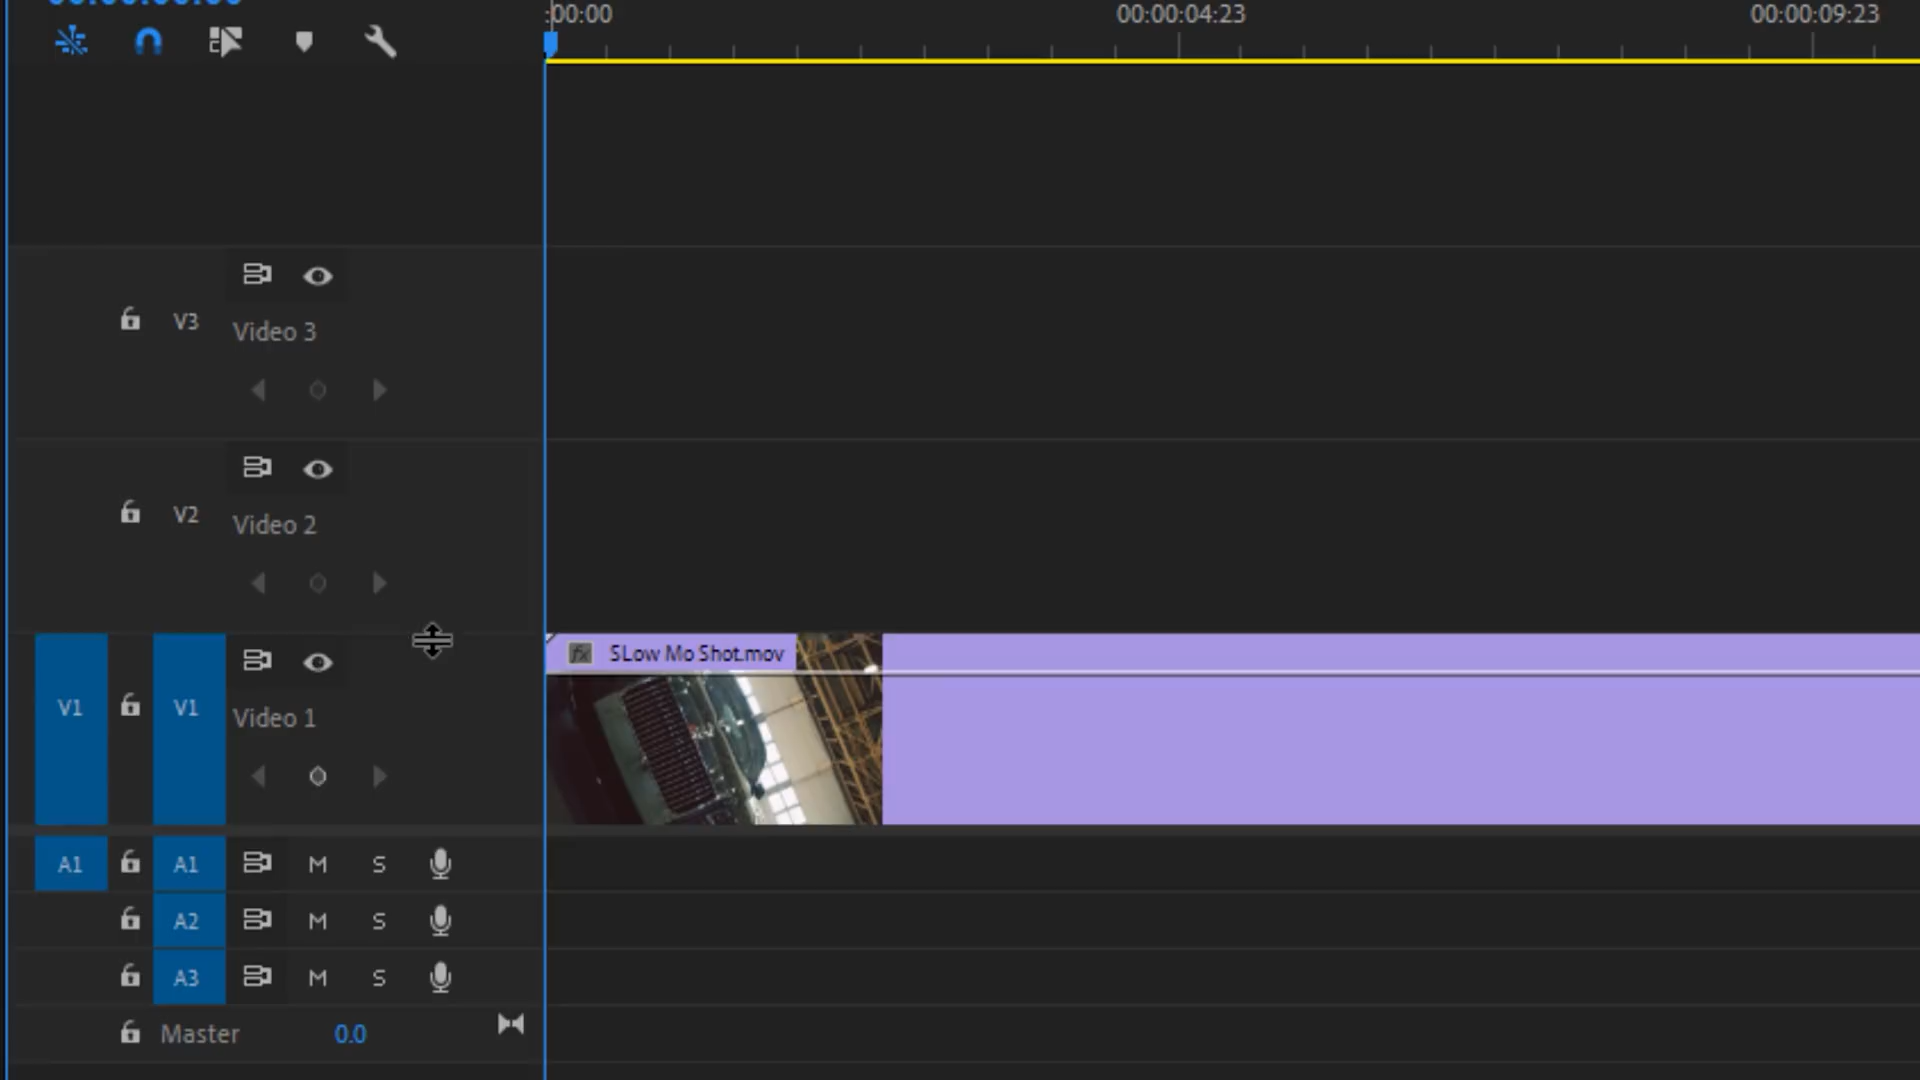 :00:00 00:00:04:23 00:00:09:23
V3 Video 3
V2 Video 2
V1 V1 Video 1
fx SLow Mo Shot.mov
A1 A1 M S
A2 M S
A3 M S
Master 0.0